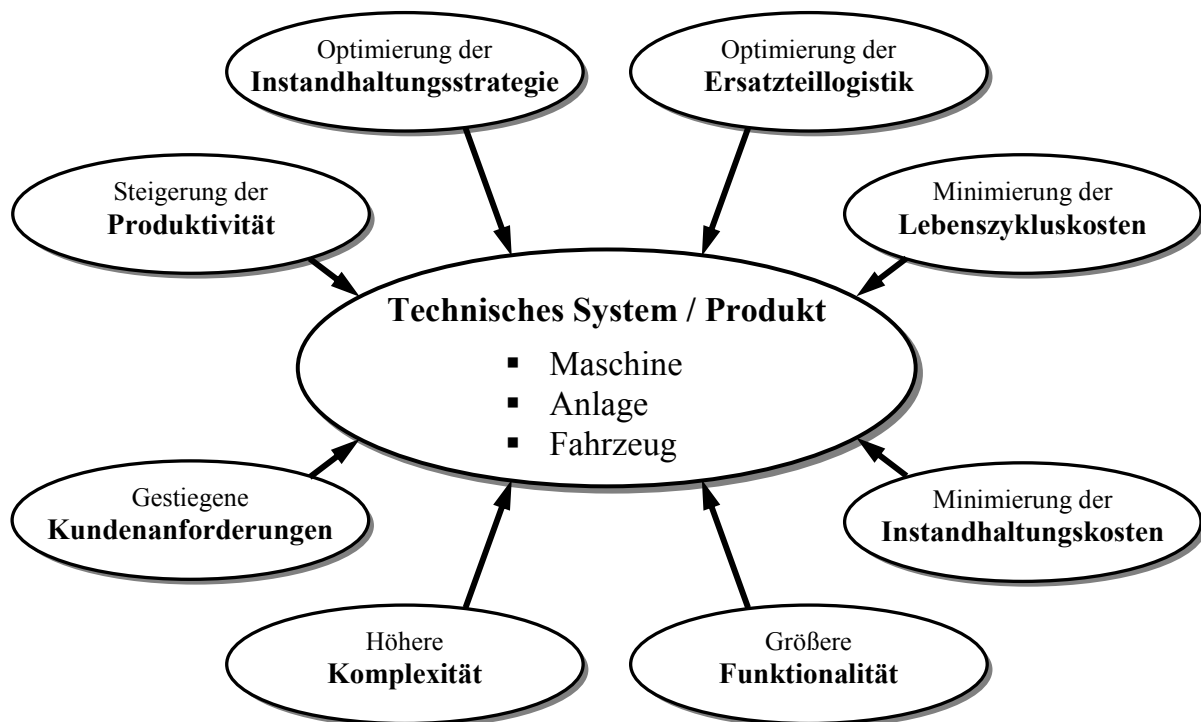 Optimierung der
Instandhaltungsstrategie
Optimierung der
Ersatzteillogistik
Steigerung der
Produktivität
Minimierung der
Lebenszykluskosten
Technisches System / Produkt
▪ Maschine
▪ Anlage
▪ Fahrzeug
Gestiegene
Kundenanforderungen
Minimierung der
Instandhaltungskosten
Höhere
Komplexität
Größere
Funktionalität